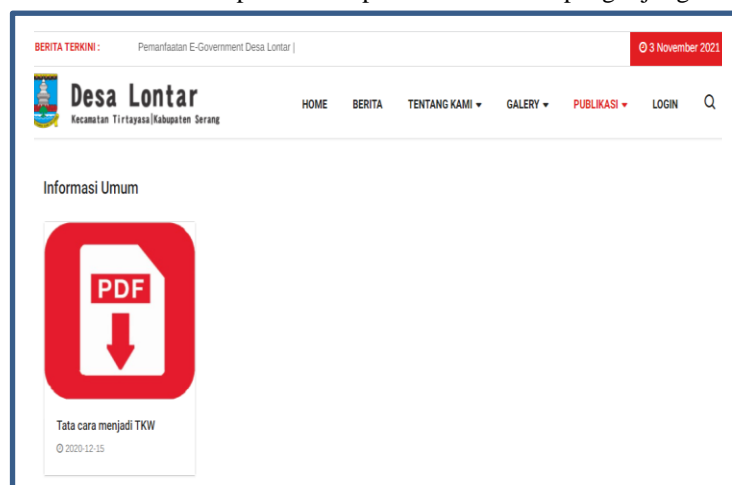 BERITA TERKINI : Pemanfaatan E-Government Desa Lontar | 3 November 2021
Desa Lontar
Kecamatan Tirtayasa|Kabupaten Serang
HOME BERITA TENTANG KAMI GALERY PUBLIKASI LOGIN
Informasi Umum
PDF
Tata cara menjadi TKW
2020-12-15